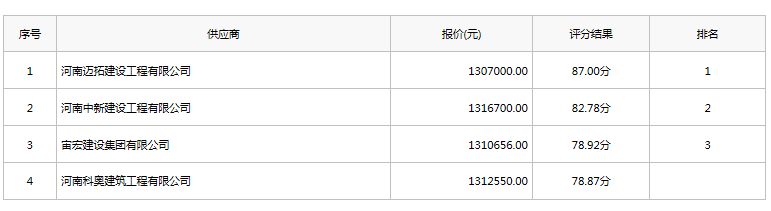 序号 供应商 报价(元) 评分结果 排名
1 河南迈拓建设工程有限公司 1307000.00 87.00分 1
2 河南中新建设工程有限公司 1316700.00 82.78分 2
3 宙宏建设集团有限公司 1310656.00 78.92分 3
4 河南科奥建筑工程有限公司 1312550.00 78.87分